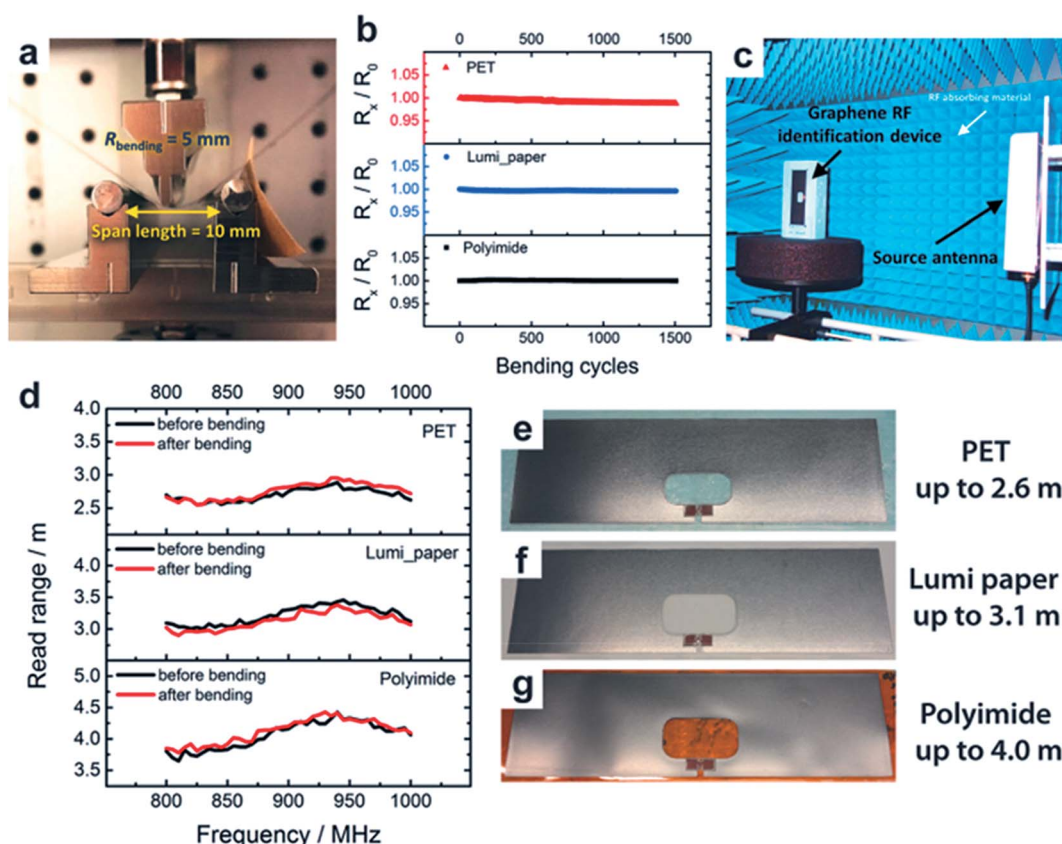 a
R_bending = 5 mm
Span length = 10 mm
b
0 500 1000 1500
R_x / R_0
1.05
1.00
0.95
PET
R_x / R_0
1.05
1.00
0.95
Lumi_paper
R_x / R_0
1.05
1.00
0.95
Polyimide
0 500 1000 1500
Bending cycles
c
RF absorbing material
Graphene RF
identification device
Source antenna
d
800 850 900 950 1000
Read range / m
4.0
3.5
3.0
2.5
before bending
after bending
PET
4.0
3.5
3.0
before bending
after bending
Lumi_paper
5.0
4.5
4.0
3.5
before bending
after bending
Polyimide
800 850 900 950 1000
Frequency / MHz
e
PET
up to 2.6 m
f
Lumi paper
up to 3.1 m
g
Polyimide
up to 4.0 m